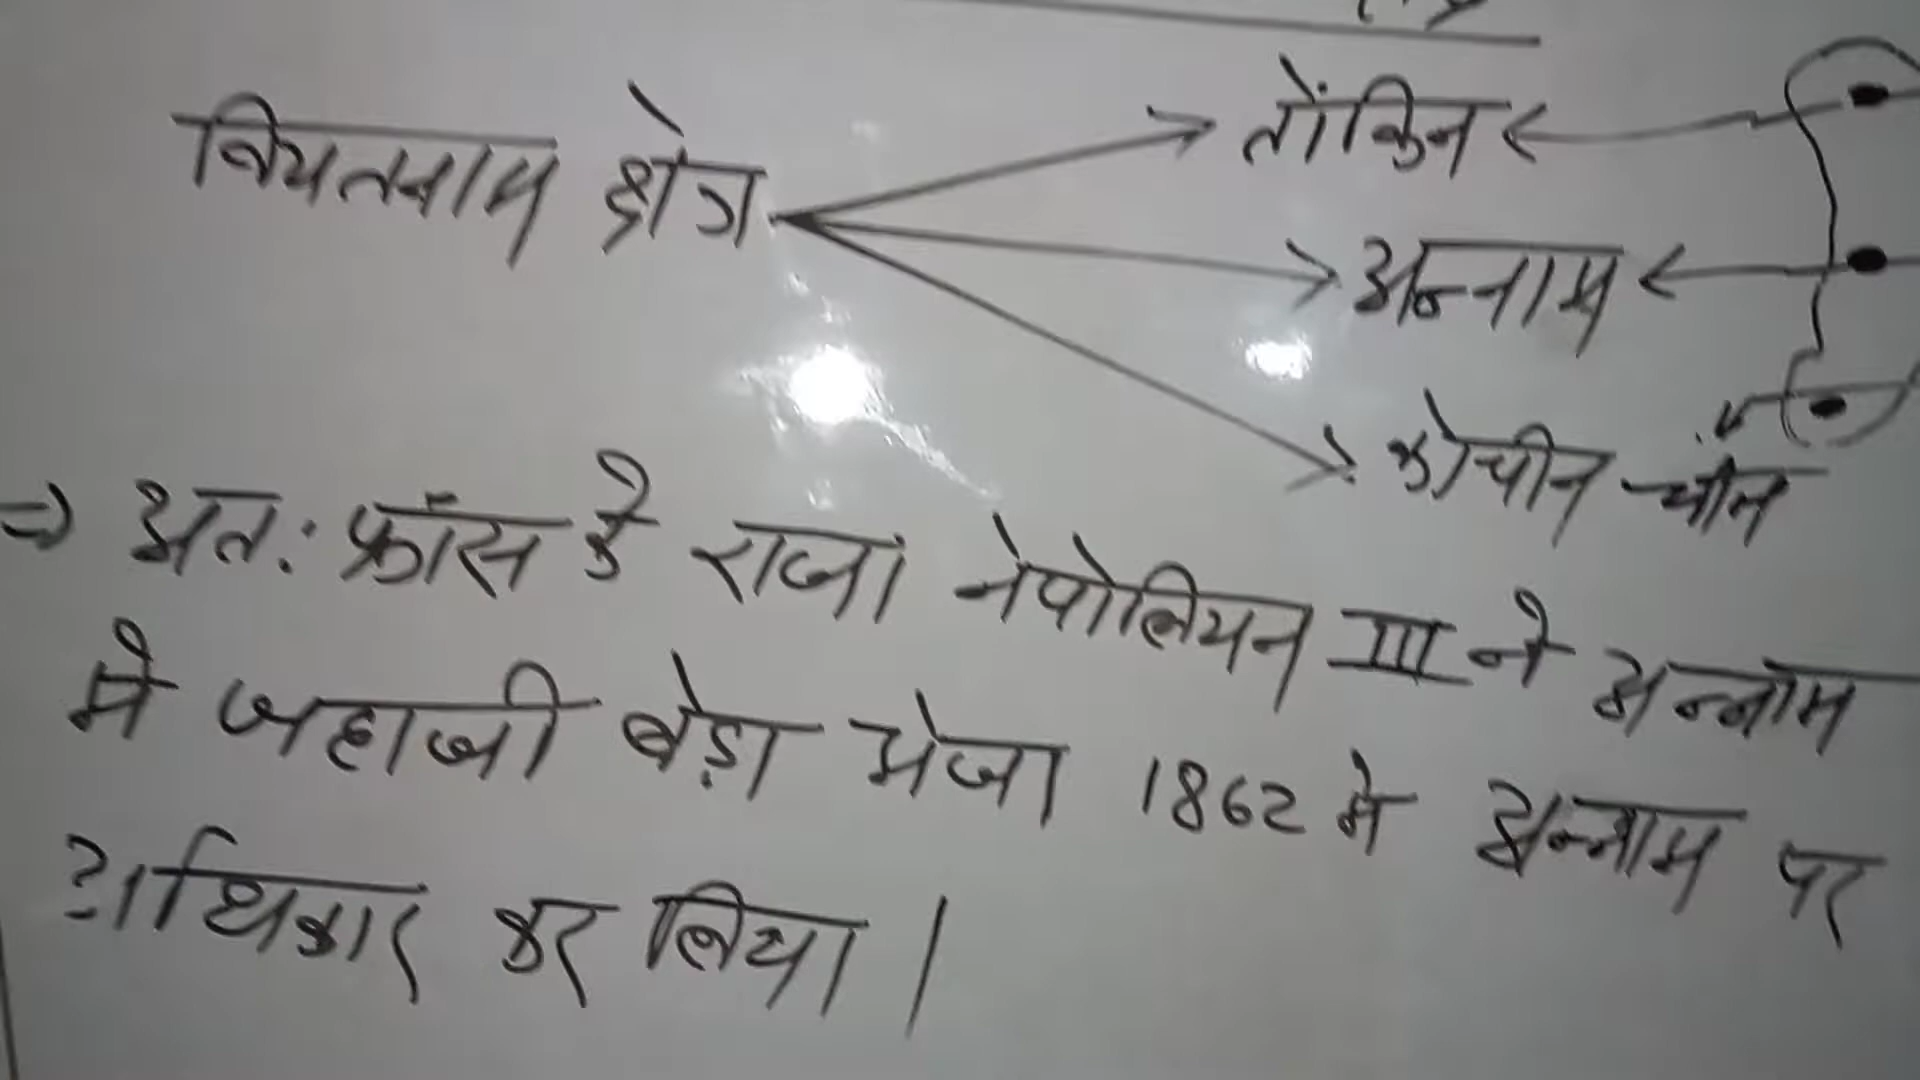 तोंकिन
वियतनाम क्षेत्र
अन्नाम
कोचीन-चीन
⇒ अतः फ्रॉंस के राजा नेपोलियन III ने अन्नाम
मे जहाजी बेड़ा भेजा 1862 मे अन्नाम पर
अधिकार कर लिया।